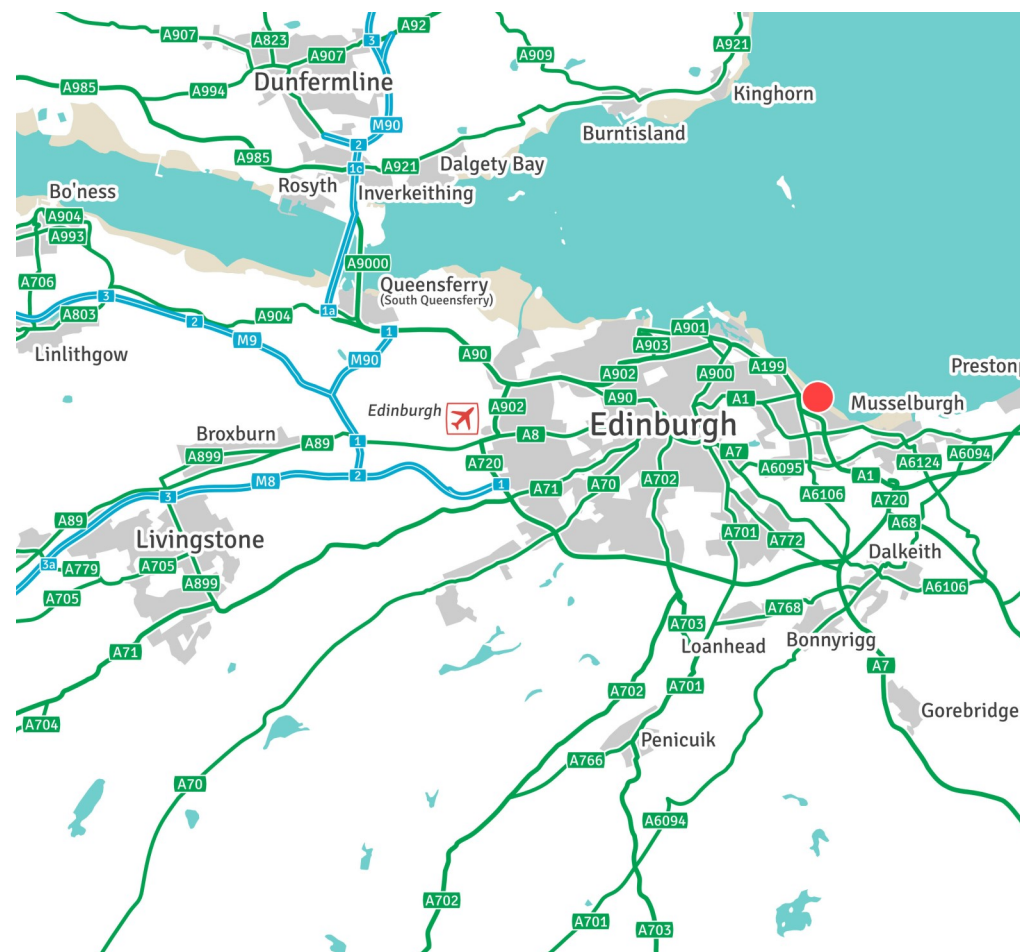 A907
A823
A907
3
A92
A921
A909
Dunfermline
A985
A994
Kinghorn
M90
Burntisland
2
A985
1c
A921
Dalgety Bay
Rosyth
Inverkeithing
Bo'ness
A904
A993
A9000
A706
Queensferry
(South Queensferry)
3
A803
A904
1a
2
1
A901
Linlithgow
M9
M90
A90
A903
A902
A900
A199
Prestonp
A90
A1
Edinburgh
A902
Musselburgh
Edinburgh
Broxburn
A89
A899
1
A8
A7
A6095
A6124
A6094
A720
M8
2
1
A71
A70
A702
A1
3
A6106
A720
A89
A68
Livingstone
A701
A772
Dalkeith
3a
A779
A705
A899
A6106
A705
A768
A703
Loanhead
Bonnyrigg
A71
A7
A702
A701
Gorebridge
A704
Penicuik
A766
A70
A6094
A702
A701
A703